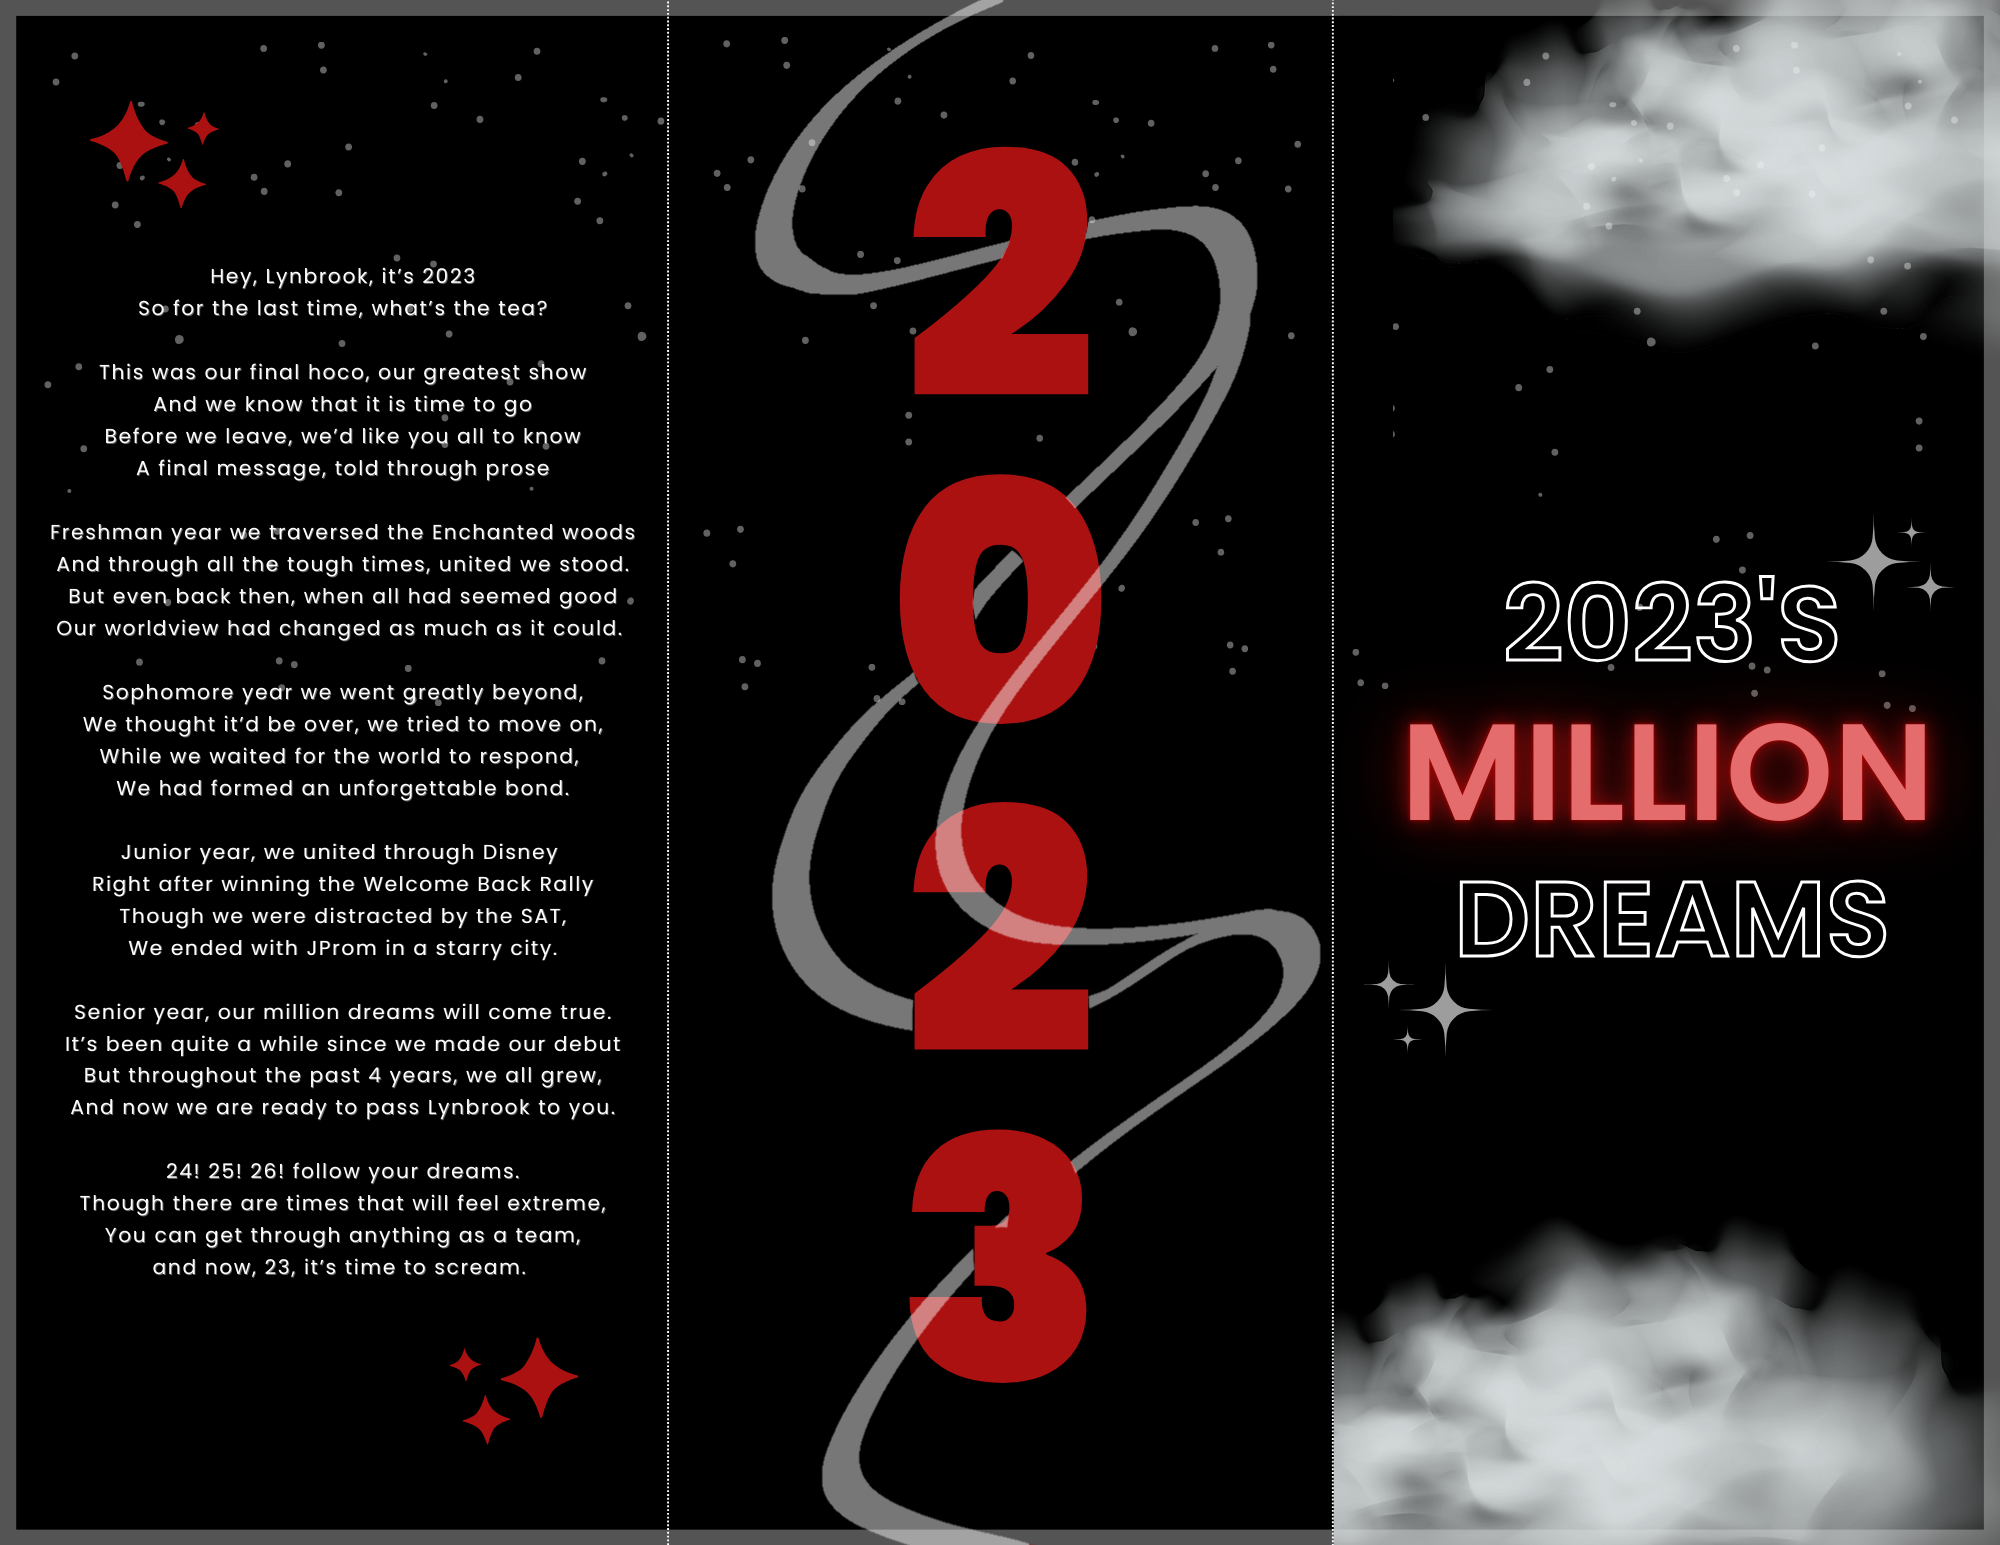 Hey, Lynbrook, it’s 2023
So for the last time, what’s the tea?
This was our final hoco, our greatest show
And we know that it is time to go
Before we leave, we’d like you all to know
A final message, told through prose
Freshman year we traversed the Enchanted woods
And through all the tough times, united we stood.
But even back then, when all had seemed good
Our worldview had changed as much as it could.
Sophomore year we went greatly beyond,
We thought it’d be over, we tried to move on,
While we waited for the world to respond,
We had formed an unforgettable bond.
Junior year, we united through Disney
Right after winning the Welcome Back Rally
Though we were distracted by the SAT,
We ended with JProm in a starry city.
Senior year, our million dreams will come true.
It’s been quite a while since we made our debut
But throughout the past 4 years, we all grew,
And now we are ready to pass Lynbrook to you.
24! 25! 26! follow your dreams.
Though there are times that will feel extreme,
You can get through anything as a team,
and now, 23, it’s time to scream.
2
0
2
3
2023'S
MILLION
DREAMS